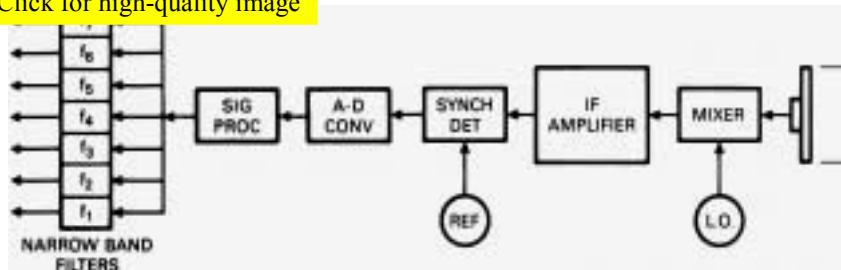 Click for high-quality image
f6
f5
f4
f3
f2
f1
NARROW BAND
FILTERS
SIG
PROC
A-D
CONV
SYNCH
DET
REF
IF
AMPLIFIER
MIXER
L.O.